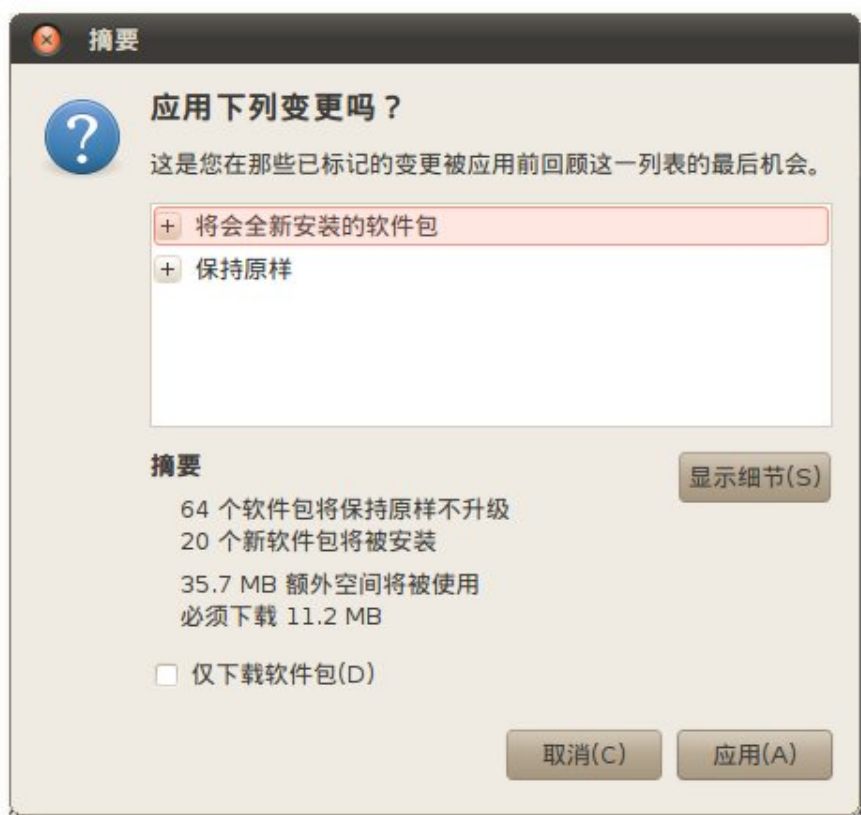 摘要
应用下列变更吗？
这是您在那些已标记的变更被应用前回顾这一列表的最后机会。
将会全新安装的软件包
保持原样
摘要
显示细节(S)
64 个软件包将保持原样不升级
20 个新软件包将被安装
35.7 MB 额外空间将被使用
必须下载 11.2 MB
仅下载软件包(D)
取消(C)
应用(A)